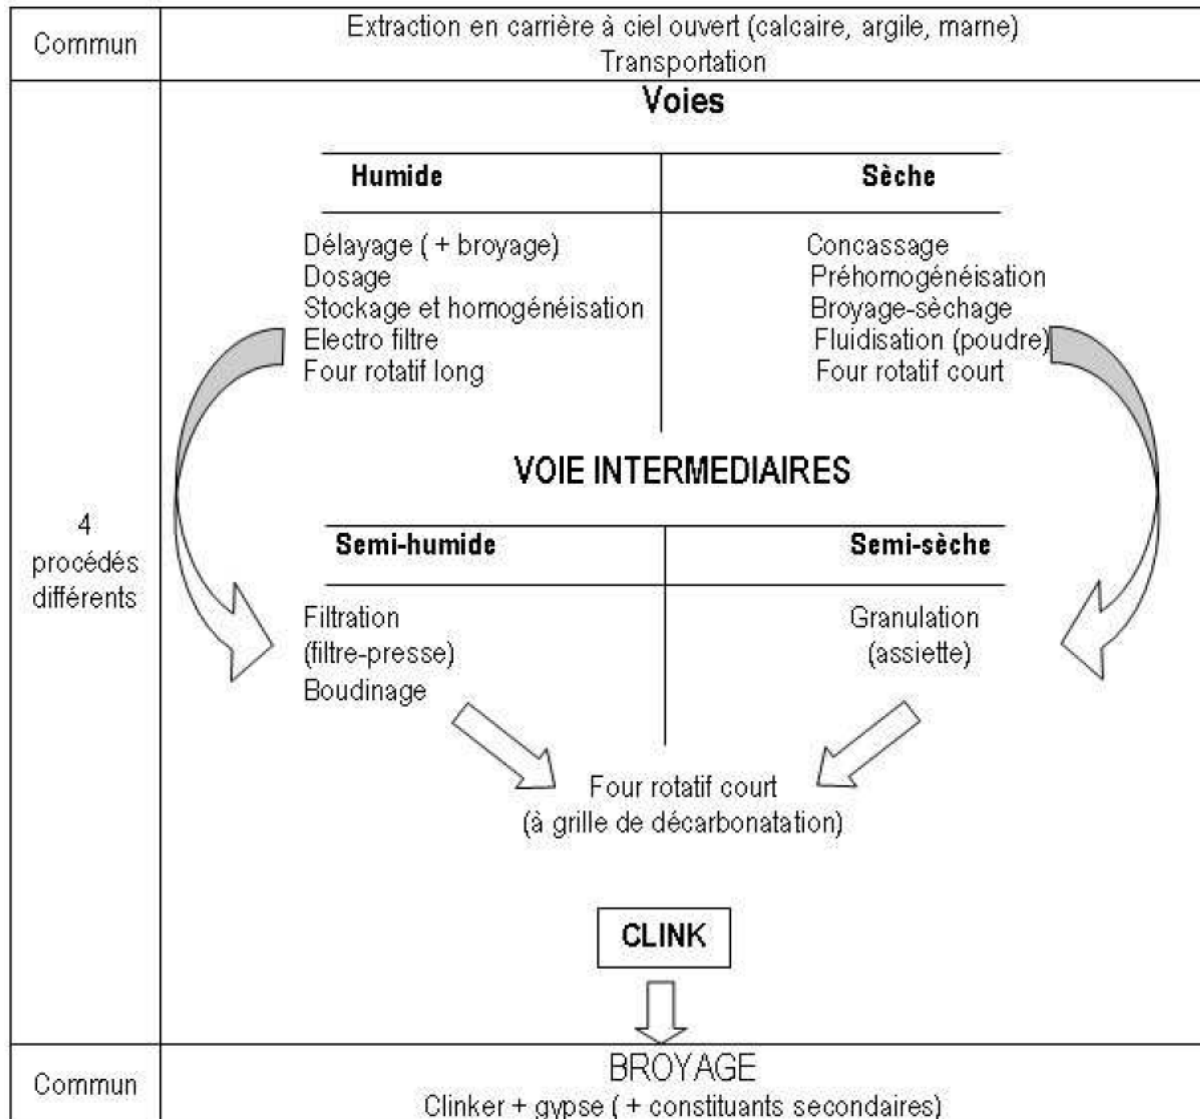 Commun
Extraction en carrière à ciel ouvert (calcaire, argile, marne)
Transportation
4
procédés
différents
Voies
Humide
Sèche
Délayage ( + broyage)
Dosage
Stockage et homogénéisation
Electro filtre
Four rotatif long
Concassage
Préhomogénéisation
Broyage-sèchage
Fluidisation (poudre)
Four rotatif court
VOIE INTERMEDIAIRES
Semi-humide
Semi-sèche
Filtration
(filtre-presse)
Boudinage
Granulation
(assiette)
Four rotatif court
(à grille de décarbonatation)
CLINK
Commun
BROYAGE
Clinker + gypse ( + constituants secondaires)